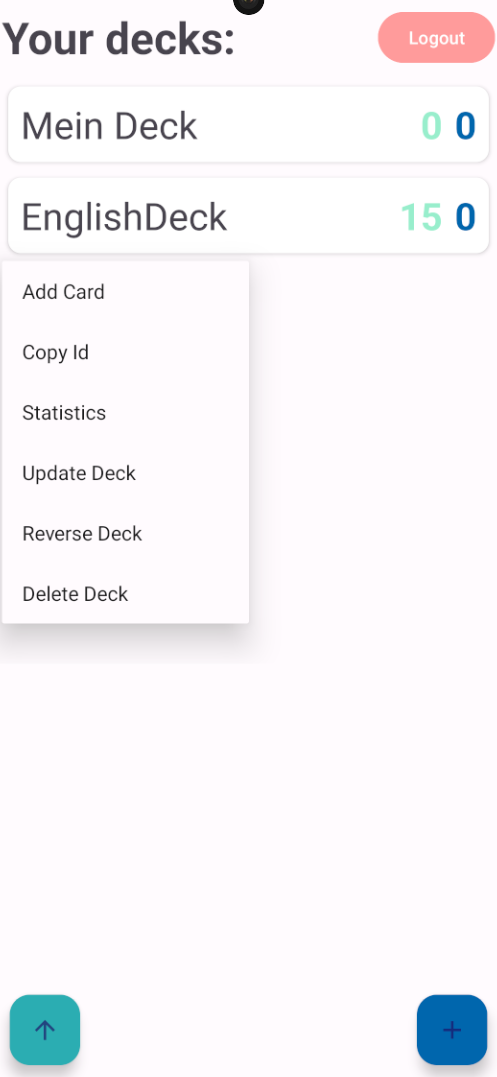 Your decks:
Logout
Mein Deck 0 0
EnglishDeck 15 0
Add Card
Copy Id
Statistics
Update Deck
Reverse Deck
Delete Deck